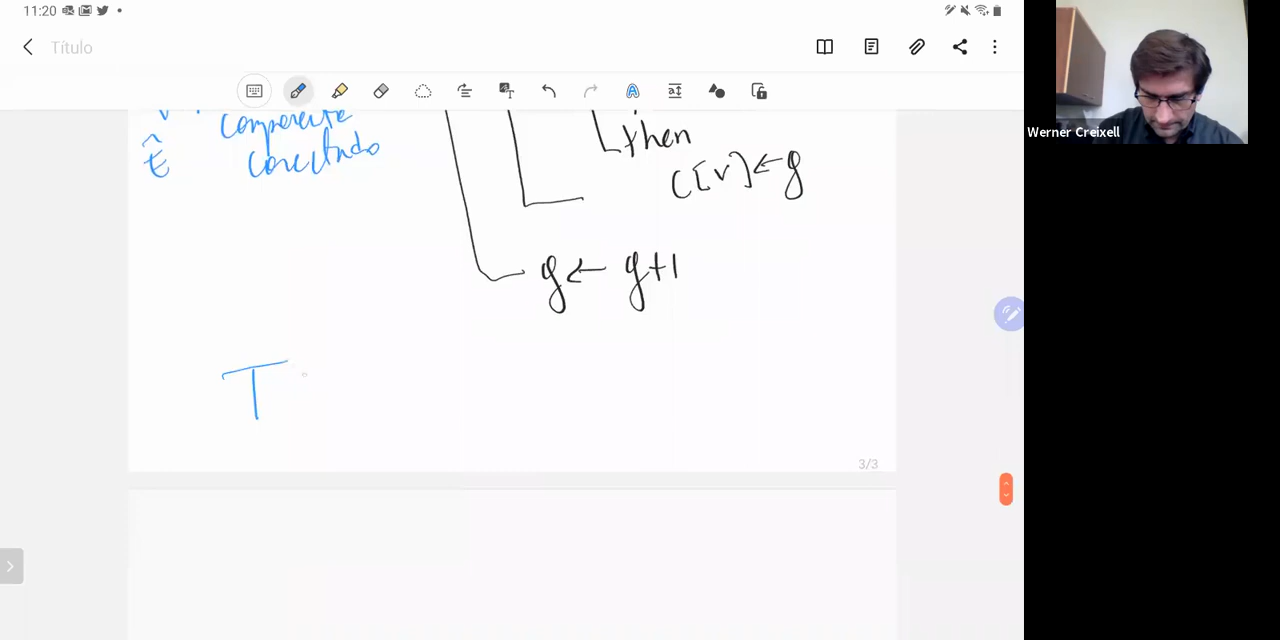 11:20
Título
Componente
Ê conectado
then
C[v] ← g
g ← g+1
T
3/3
Werner Creixell